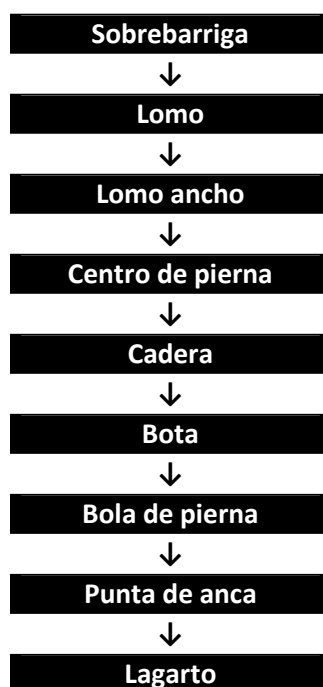 Sobrebarriga
↓
Lomo
↓
Lomo ancho
↓
Centro de pierna
↓
Cadera
↓
Bota
↓
Bola de pierna
↓
Punta de anca
↓
Lagarto